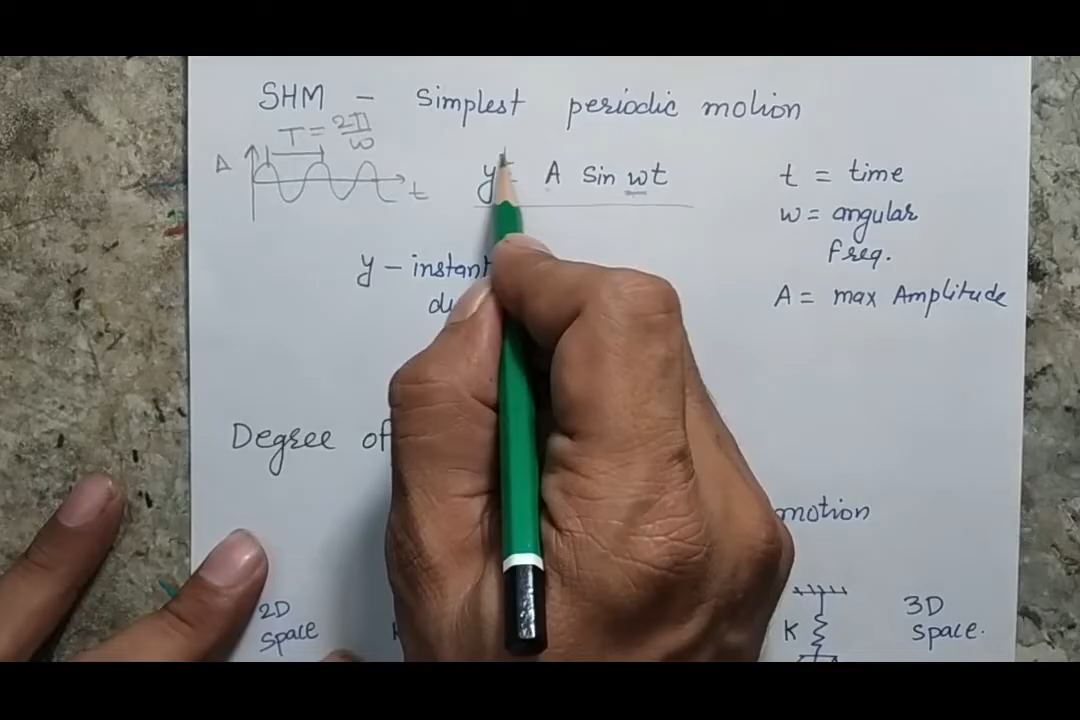 SHM - Simplest periodic motion
T = 2π/ω
Δ
t
y = A Sin ωt
t = time
ω = angular
freq.
y - instant
A = max Amplitude
Degree of
motion
2D
space
K
3D
space.